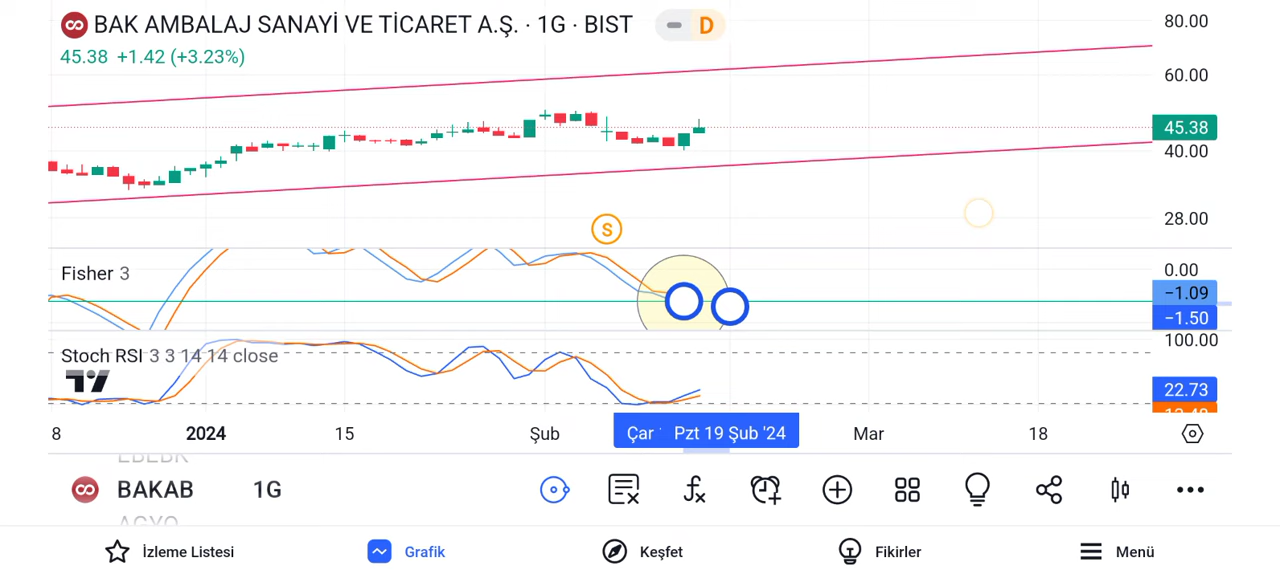 BAK AMBALAJ SANAYİ VE TİCARET A.Ş. · 1G · BIST D
45.38 +1.42 (+3.23%)
80.00
60.00
45.38
40.00
28.00
S
Fisher 3
0.00
−1.09
−1.50
Stoch RSI 3 3 14 14 close
100.00
22.73
8 2024 15 Şub Çar Pzt 19 Şub '24 Mar 18
BAKAB 1G
İzleme Listesi Grafik Keşfet Fikirler Menü